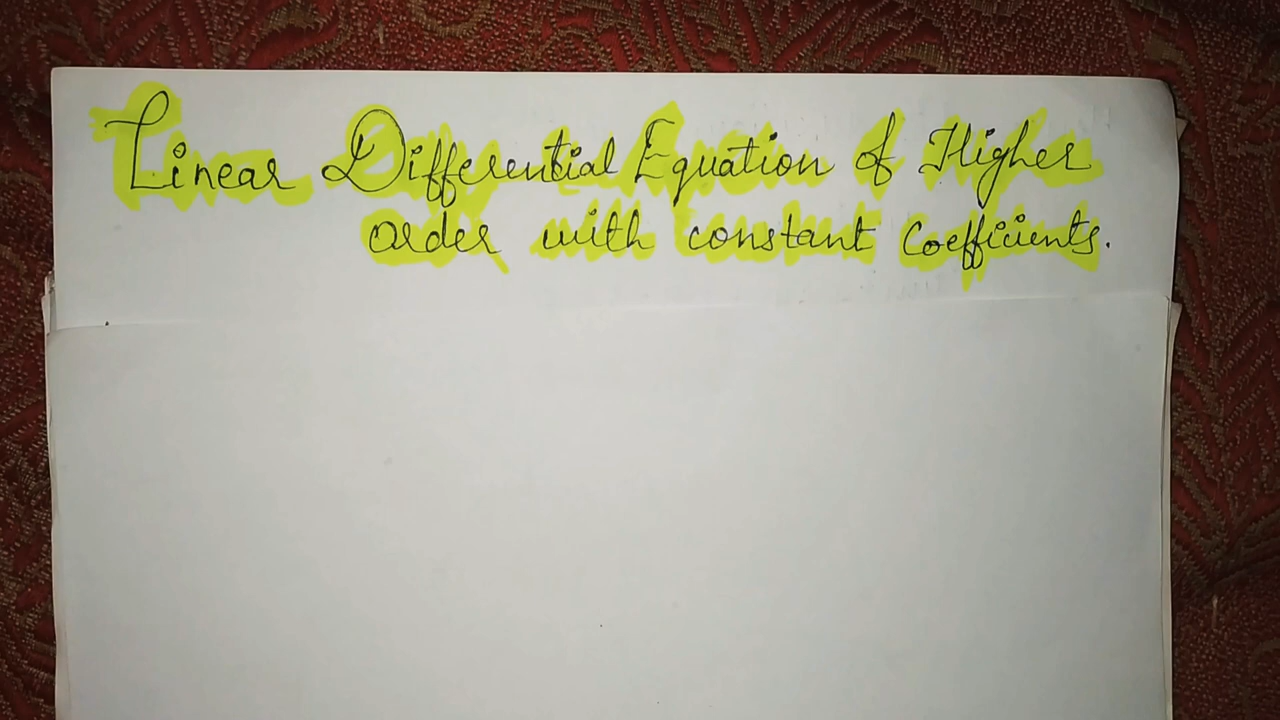 Linear Differential Equation of Higher
order with constant Coefficients.